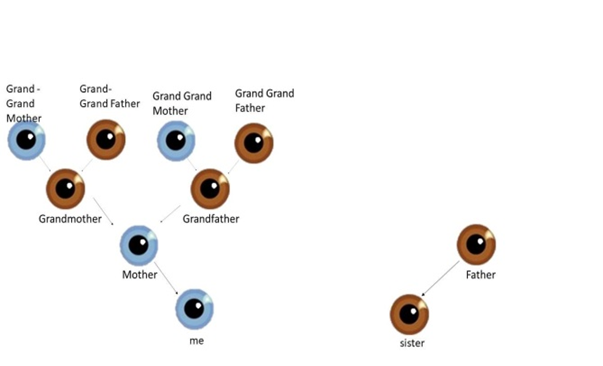 Grand -
Grand
Mother
Grand-
Grand Father
Grand Grand
Mother
Grand Grand
Father
Grandmother
Grandfather
Mother
Father
me
sister